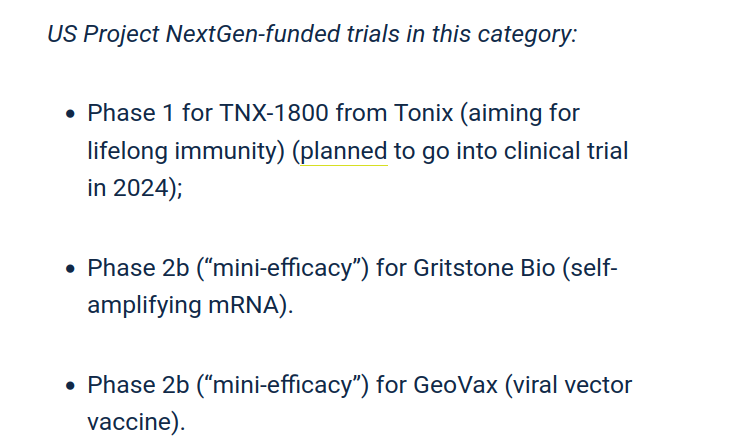 US Project NextGen-funded trials in this category:
• Phase 1 for TNX-1800 from Tonix (aiming for
lifelong immunity) (planned to go into clinical trial
in 2024);
• Phase 2b (“mini-efficacy”) for Gritstone Bio (self-
amplifying mRNA).
• Phase 2b (“mini-efficacy”) for GeoVax (viral vector
vaccine).